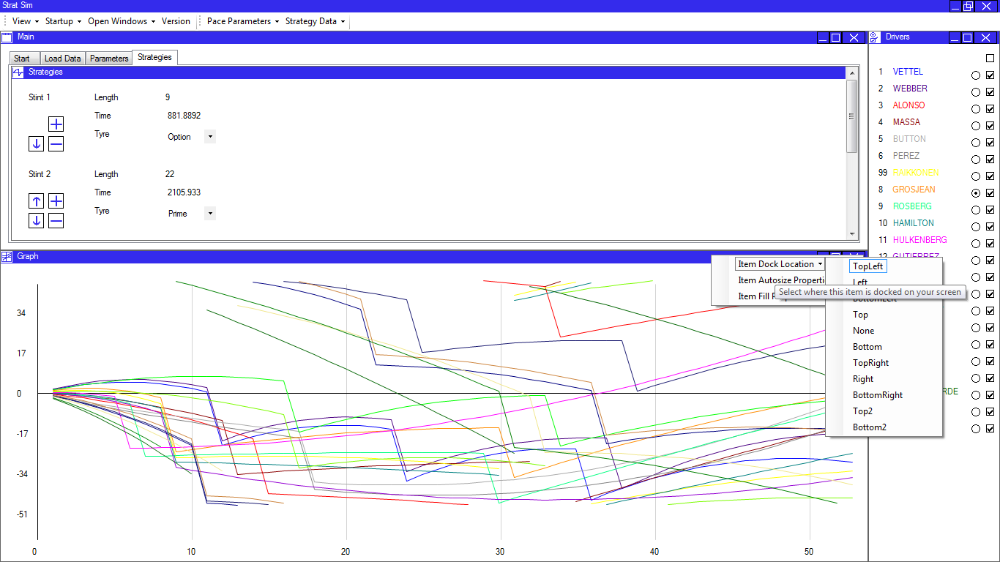 Strat Sim
View Startup Open Windows Version Pace Parameters Strategy Data
Main
Start Load Data Parameters Strategies
Strategies
Stint 1 Length 9
Time 881.8892
Tyre Option
Stint 2 Length 22
Time 2105.933
Tyre Prime
Drivers
1 VETTEL
2 WEBBER
3 ALONSO
4 MASSA
5 BUTTON
6 PEREZ
99 RAIKKONEN
8 GROSJEAN
9 ROSBERG
10 HAMILTON
11 HULKENBERG
12 GUTIERREZ
RDE
Graph
34
17
0
-17
-34
-51
0 10 20 30 40 50
Item Dock Location
Item Autosize Properti
Item Fill
TopLeft
Left
Select where this item is docked on your screen
BottomLeft
Top
None
Bottom
TopRight
Right
BottomRight
Top2
Bottom2